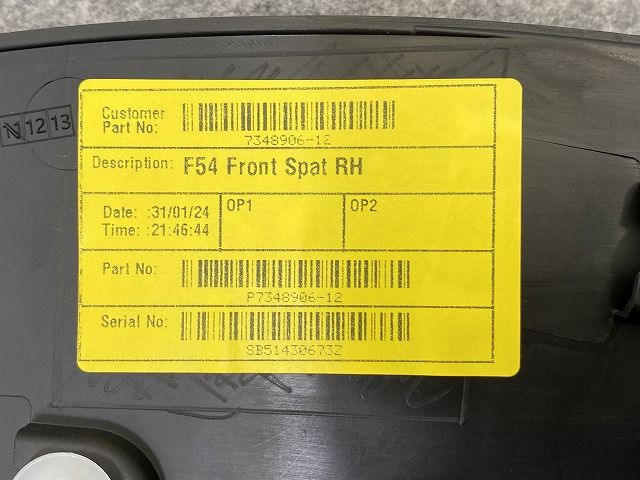 12 13
Customer
Part No:
7348906-12
Description: F54 Front Spat RH
Date: :31/01/24
Time: :21:46:44
OP1
OP2
Part No:
P7348906-12
Serial No:
SB514306732